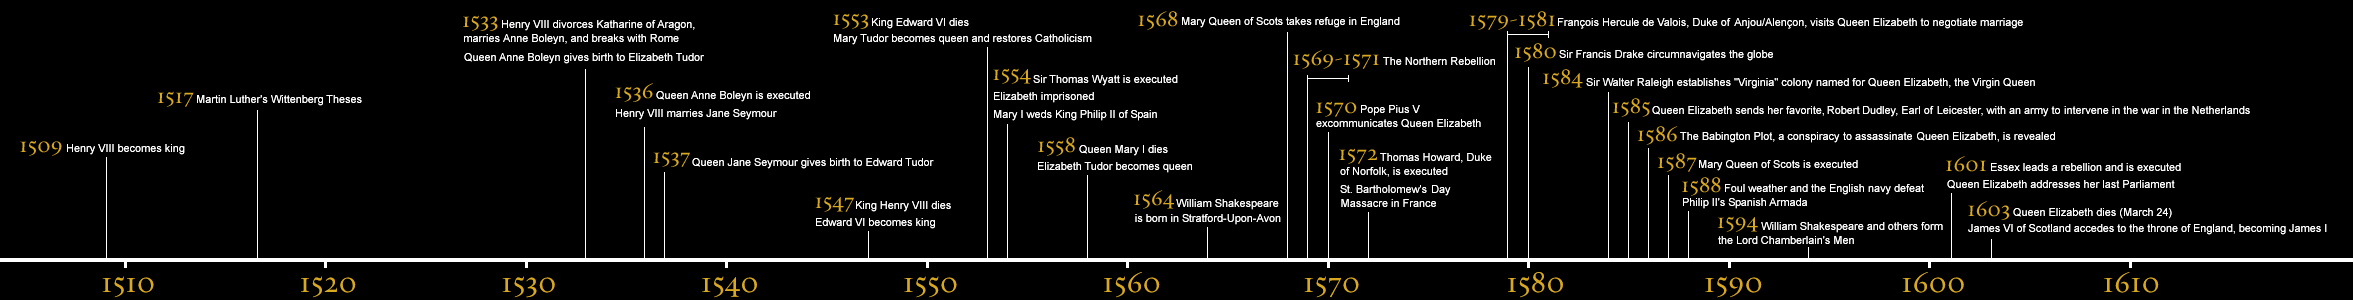 1509 Henry VIII becomes king
1517 Martin Luther's Wittenberg Theses
1533 Henry VIII divorces Katharine of Aragon,
marries Anne Boleyn, and breaks with Rome
Queen Anne Boleyn gives birth to Elizabeth Tudor
1536 Queen Anne Boleyn is executed
Henry VIII marries Jane Seymour
1537 Queen Jane Seymour gives birth to Edward Tudor
1547 King Henry VIII dies
Edward VI becomes king
1553 King Edward VI dies
Mary Tudor becomes queen and restores Catholicism
1554 Sir Thomas Wyatt is executed
Elizabeth imprisoned
Mary I weds King Philip II of Spain
1558 Queen Mary I dies
Elizabeth Tudor becomes queen
1564 William Shakespeare
is born in Stratford-Upon-Avon
1568 Mary Queen of Scots takes refuge in England
1569-1571 The Northern Rebellion
1570 Pope Pius V
excommunicates Queen Elizabeth
1572 Thomas Howard, Duke
of Norfolk, is executed
St. Bartholomew's Day
Massacre in France
1579-1581 François Hercule de Valois, Duke of Anjou/Alençon, visits Queen Elizabeth to negotiate marriage
1580 Sir Francis Drake circumnavigates the globe
1584 Sir Walter Raleigh establishes "Virginia" colony named for Queen Elizabeth, the Virgin Queen
1585 Queen Elizabeth sends her favorite, Robert Dudley, Earl of Leicester, with an army to intervene in the war in the Netherlands
1586 The Babington Plot, a conspiracy to assassinate Queen Elizabeth, is revealed
1587 Mary Queen of Scots is executed
1588 Foul weather and the English navy defeat
Philip II's Spanish Armada
1594 William Shakespeare and others form
the Lord Chamberlain's Men
1601 Essex leads a rebellion and is executed
Queen Elizabeth addresses her last Parliament
1603 Queen Elizabeth dies (March 24)
James VI of Scotland accedes to the throne of England, becoming James I
1510 1520 1530 1540 1550 1560 1570 1580 1590 1600 1610